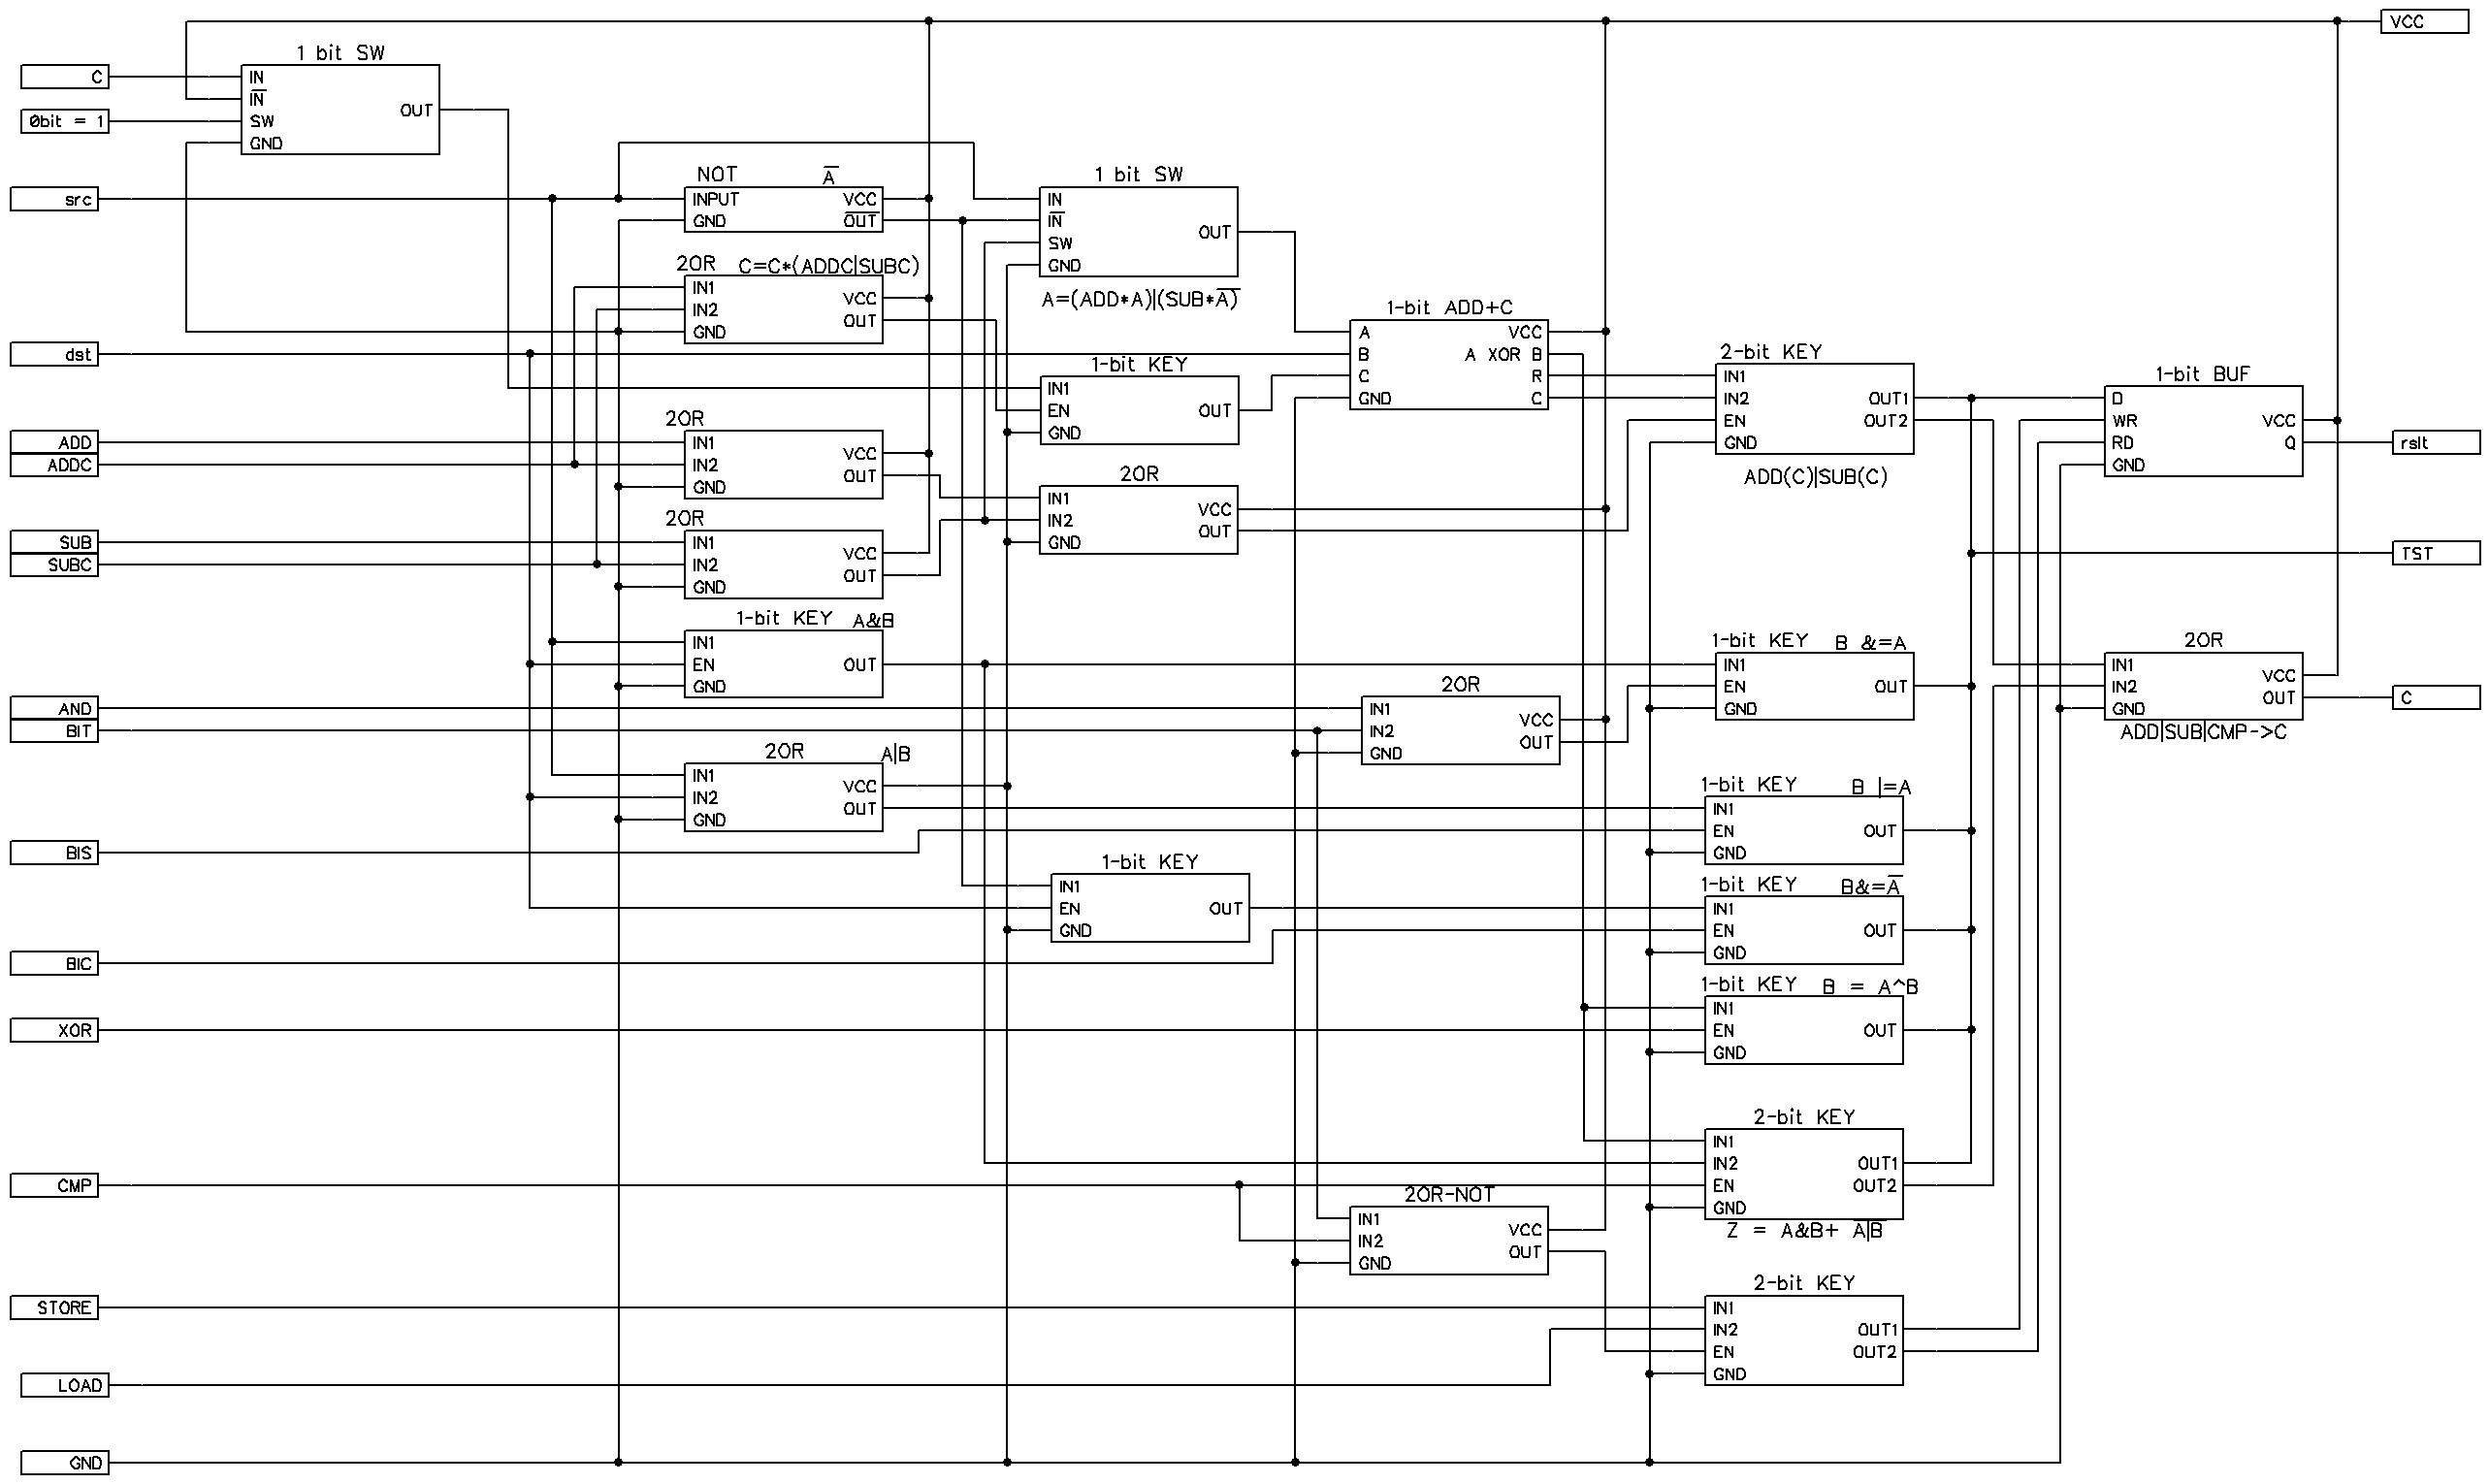 VCC
1 bit SW
C
IN
IN
0bit = 1
SW
GND
OUT
src
NOT
A
INPUT
GND
VCC
OUT
1 bit SW
IN
IN
SW
GND
OUT
A=(ADD*A)|(SUB*A)
2OR
C=C*(ADDC|SUBC)
IN1
IN2
GND
VCC
OUT
dst
1-bit KEY
IN1
EN
GND
OUT
1-bit ADD+C
A
B
C
GND
VCC
A XOR B
R
C
2-bit KEY
IN1
IN2
EN
GND
OUT1
OUT2
ADD(C)|SUB(C)
1-bit BUF
D
WR
RD
GND
VCC
Q
rslt
ADD
ADDC
2OR
IN1
IN2
GND
VCC
OUT
2OR
IN1
IN2
GND
VCC
OUT
SUB
SUBC
2OR
IN1
IN2
GND
VCC
OUT
TST
1-bit KEY
A&B
IN1
EN
GND
OUT
1-bit KEY
B &=A
IN1
EN
GND
OUT
2OR
IN1
IN2
GND
VCC
OUT
C
ADD|SUB|CMP->C
AND
BIT
2OR
IN1
IN2
GND
VCC
OUT
2OR
A|B
IN1
IN2
GND
VCC
OUT
1-bit KEY
B |=A
IN1
EN
GND
OUT
BIS
1-bit KEY
IN1
EN
GND
OUT
1-bit KEY
B&=A
IN1
EN
GND
OUT
BIC
1-bit KEY
B = A^B
IN1
EN
GND
OUT
XOR
2-bit KEY
IN1
IN2
EN
GND
OUT1
OUT2
Z = A&B+ A|B
CMP
2OR-NOT
IN1
IN2
GND
VCC
OUT
2-bit KEY
IN1
IN2
EN
GND
OUT1
OUT2
STORE
LOAD
GND